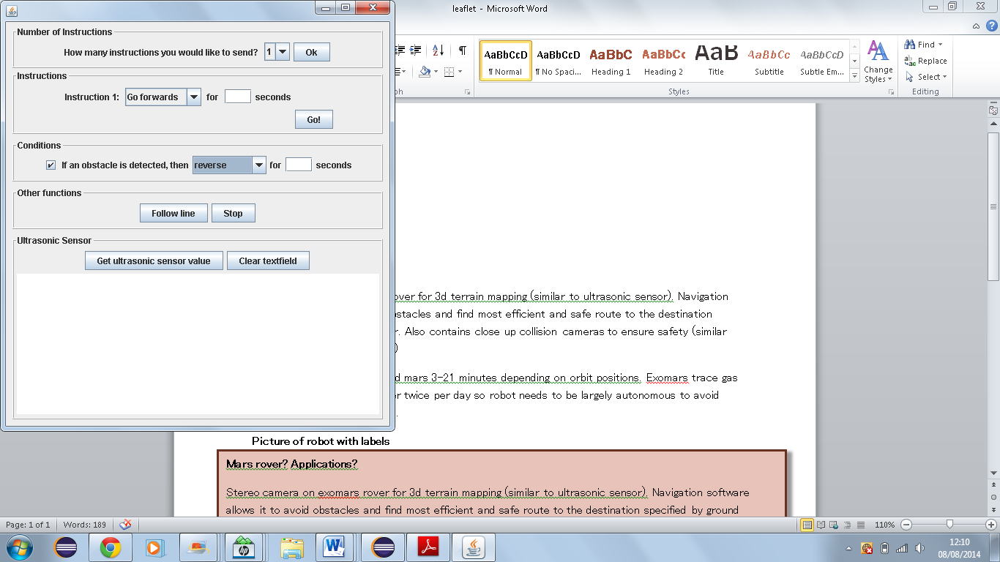 leaflet - Microsoft Word
Number of Instructions
How many instructions you would like to send? 1 Ok
Instructions
Instruction 1: Go forwards for seconds
Go!
Conditions
If an obstacle is detected, then reverse for seconds
Other functions
Follow line Stop
Ultrasonic Sensor
Get ultrasonic sensor value Clear textfield
AaBbCcD AaBbCcD AaBbC AaBbCc AaB AaBbCc AaBbCcD
¶ Normal ¶ No Spaci... Heading 1 Heading 2 Title Subtitle Subtle Em...
Change
Styles
Styles
Find
Replace
Select
Editing
over for 3d terrain mapping (similar to ultrasonic sensor). Navigation
stacles and find most efficient and safe route to the destination
r. Also contains close up collision cameras to ensure safety (similar
)
d mars 3-21 minutes depending on orbit positions. Exomars trace gas
er twice per day so robot needs to be largely autonomous to avoid
.
Picture of robot with labels
Mars rover? Applications?
Stereo camera on exomars rover for 3d terrain mapping (similar to ultrasonic sensor). Navigation software
allows it to avoid obstacles and find most efficient and safe route to the destination specified by ground
Page: 1 of 1 Words: 189 110%
12:10
08/08/2014